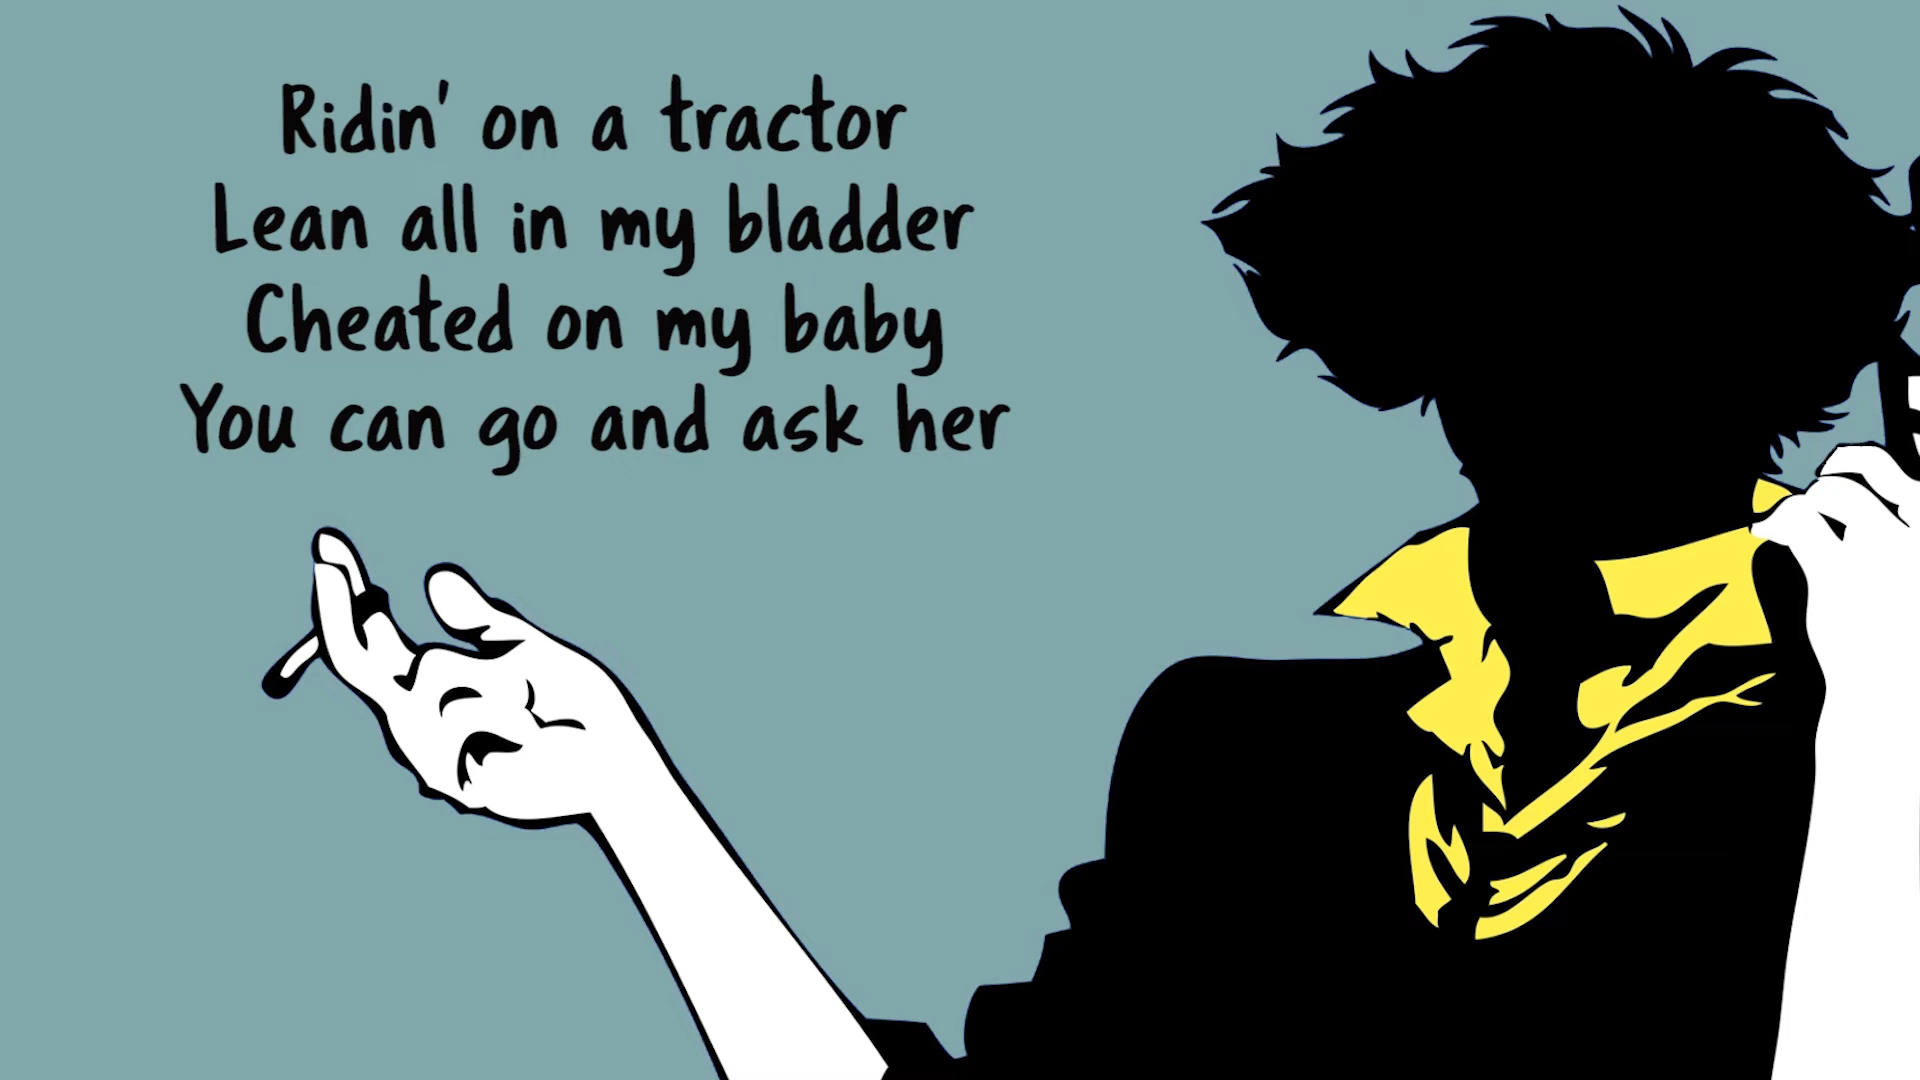 Ridin' on a tractor
Lean all in my bladder
Cheated on my baby
You can go and ask her